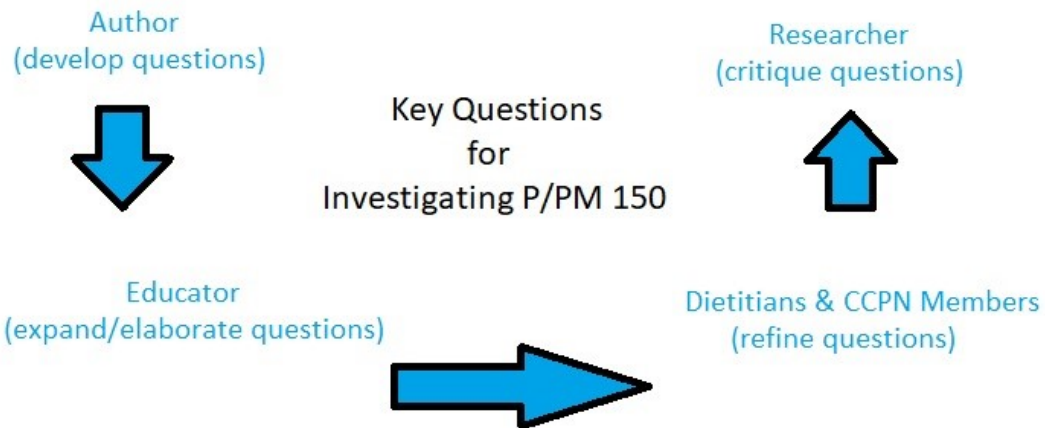 Author
(develop questions)
Researcher
(critique questions)
Key Questions
for
Investigating P/PM 150
Educator
(expand/elaborate questions)
Dietitians & CCPN Members
(refine questions)